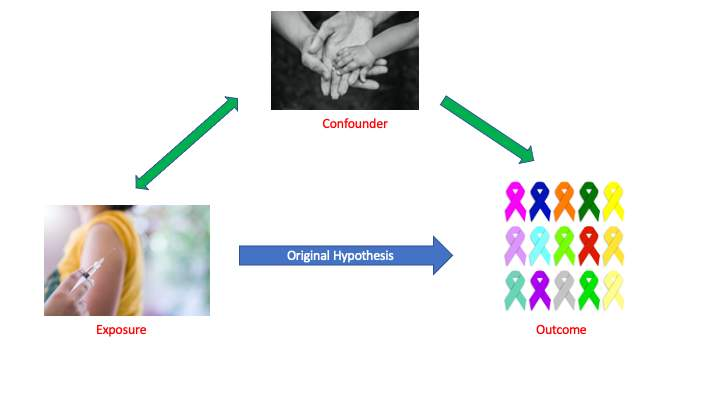 Confounder
Original Hypothesis
Exposure
Outcome